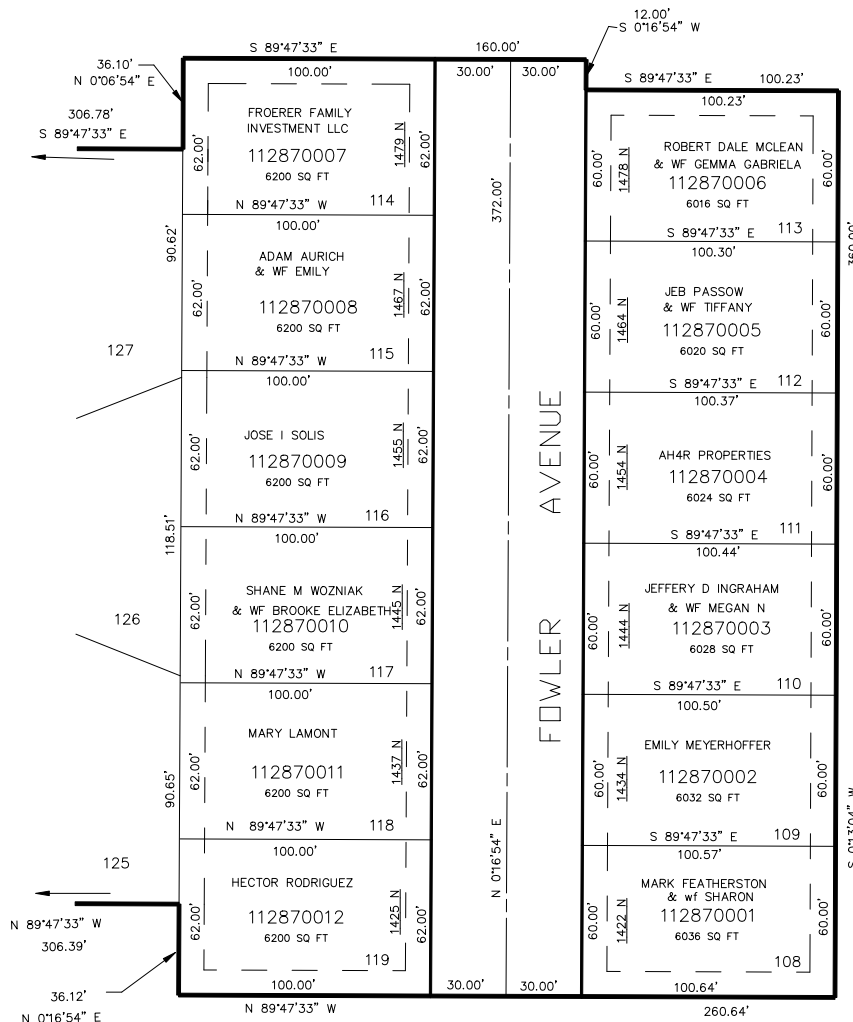 12.00'
S 0°16'54" W
S 89°47'33" E
160.00'
36.10'
N 0°06'54" E
100.00'
30.00'
30.00'
S 89°47'33" E
100.23'
100.23'
306.78'
S 89°47'33" E
FROERER FAMILY
INVESTMENT LLC
112870007
6200 SQ FT
62.00'
1479 N
62.00'
N 89°47'33" W
114
100.00'
372.00'
ROBERT DALE MCLEAN
& WF GEMMA GABRIELA
112870006
6016 SQ FT
60.00'
1478 N
60.00'
113
S 89°47'33" E
100.30'
360.00'
90.62'
ADAM AURICH
& WF EMILY
112870008
6200 SQ FT
62.00'
1467 N
62.00'
N 89°47'33" W
115
100.00'
JEB PASSOW
& WF TIFFANY
112870005
6020 SQ FT
60.00'
1464 N
60.00'
S 89°47'33" E
112
100.37'
127
JOSE I SOLIS
112870009
6200 SQ FT
62.00'
1455 N
62.00'
N 89°47'33" W
116
100.00'
118.51'
AH4R PROPERTIES
112870004
6024 SQ FT
60.00'
1454 N
60.00'
S 89°47'33" E
111
100.44'
FOWLER AVENUE
126
SHANE M WOZNIAK
& WF BROOKE ELIZABETH
112870010
6200 SQ FT
62.00'
1445 N
62.00'
N 89°47'33" W
117
100.00'
JEFFERY D INGRAHAM
& WF MEGAN N
112870003
6028 SQ FT
60.00'
1444 N
60.00'
S 89°47'33" E
110
100.50'
MARY LAMONT
112870011
6200 SQ FT
62.00'
1437 N
62.00'
N 89°47'33" W
118
100.00'
90.65'
EMILY MEYERHOFFER
112870002
6032 SQ FT
60.00'
1434 N
60.00'
S 89°47'33" E
109
100.57'
S 0°13'04" W
N 0°16'54" E
125
HECTOR RODRIGUEZ
112870012
6200 SQ FT
62.00'
1425 N
62.00'
119
N 89°47'33" W
306.39'
MARK FEATHERSTON
& wf SHARON
112870001
6036 SQ FT
60.00'
1422 N
60.00'
108
36.12'
N 0°16'54" E
100.00'
30.00'
30.00'
100.64'
N 89°47'33" W
260.64'